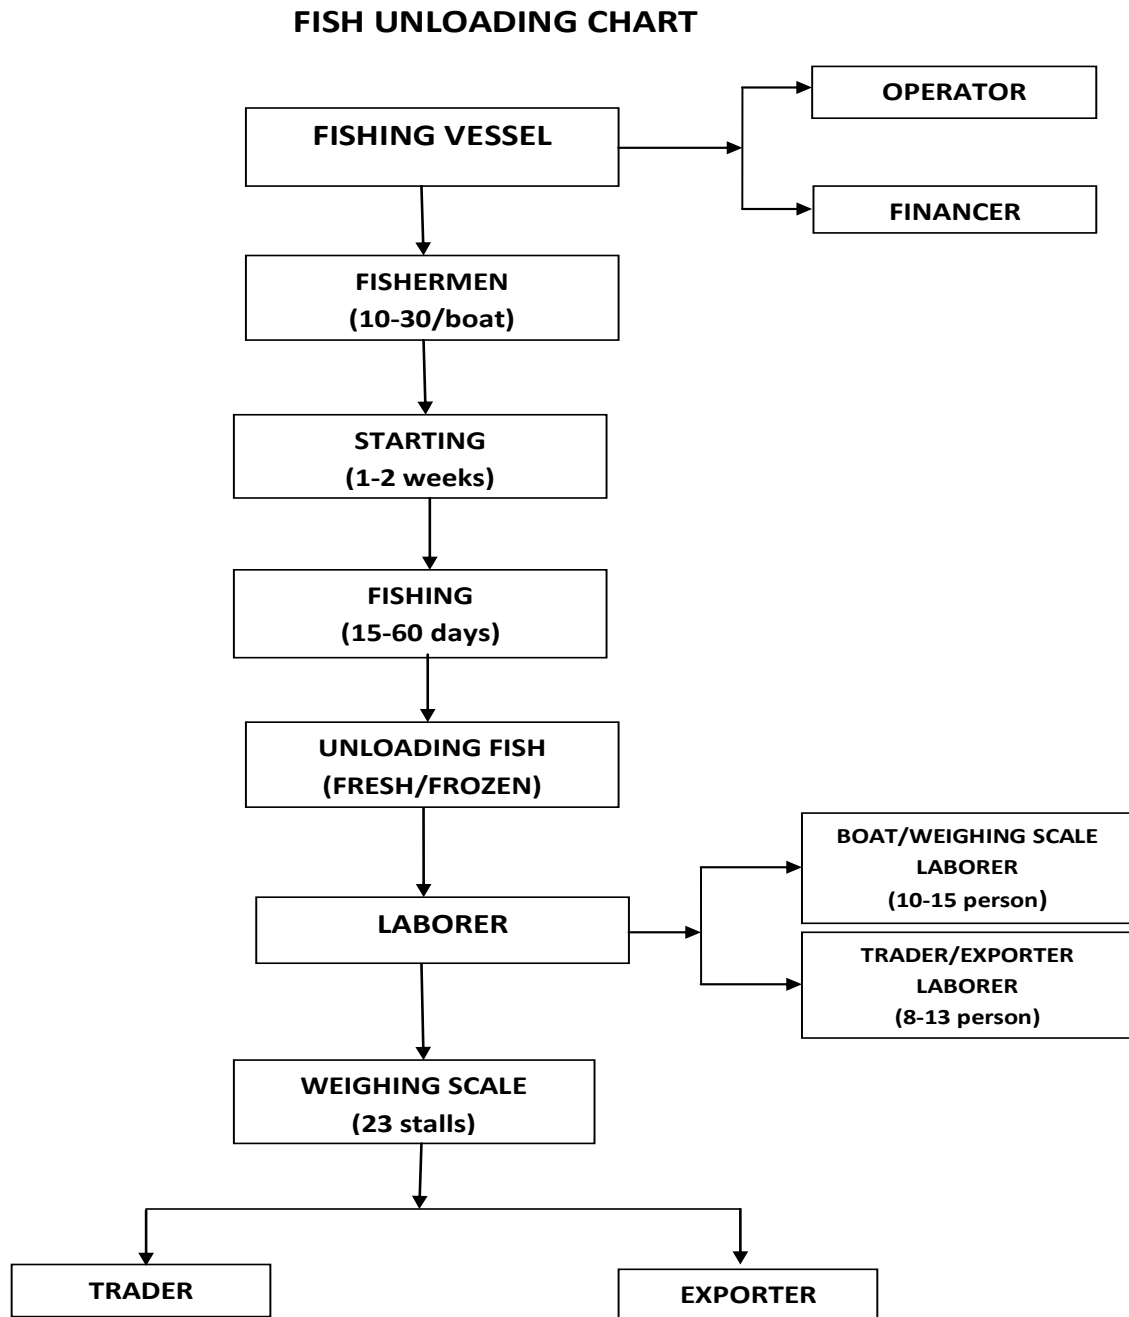 FISH UNLOADING CHART
OPERATOR
FISHING VESSEL
FINANCER
FISHERMEN
(10-30/boat)
STARTING
(1-2 weeks)
FISHING
(15-60 days)
UNLOADING FISH
(FRESH/FROZEN)
BOAT/WEIGHING SCALE
LABORER
(10-15 person)
LABORER
TRADER/EXPORTER
LABORER
(8-13 person)
WEIGHING SCALE
(23 stalls)
TRADER
EXPORTER